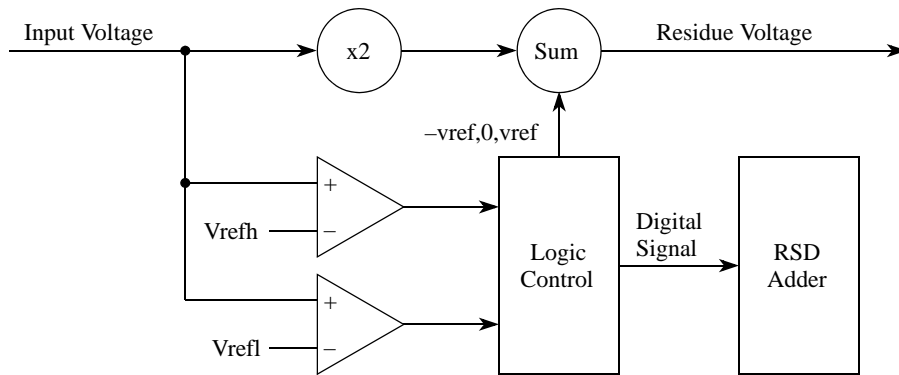 Input Voltage
x2
Sum
Residue Voltage
–vref,0,vref
+
Vrefh
–
Logic
Control
Digital
Signal
RSD
Adder
+
Vrefl
–